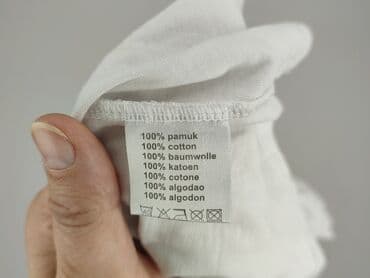 100% pamuk
100% cotton
100% baumwolle
100% katoen
100% cotone
100% algodao
100% algodon